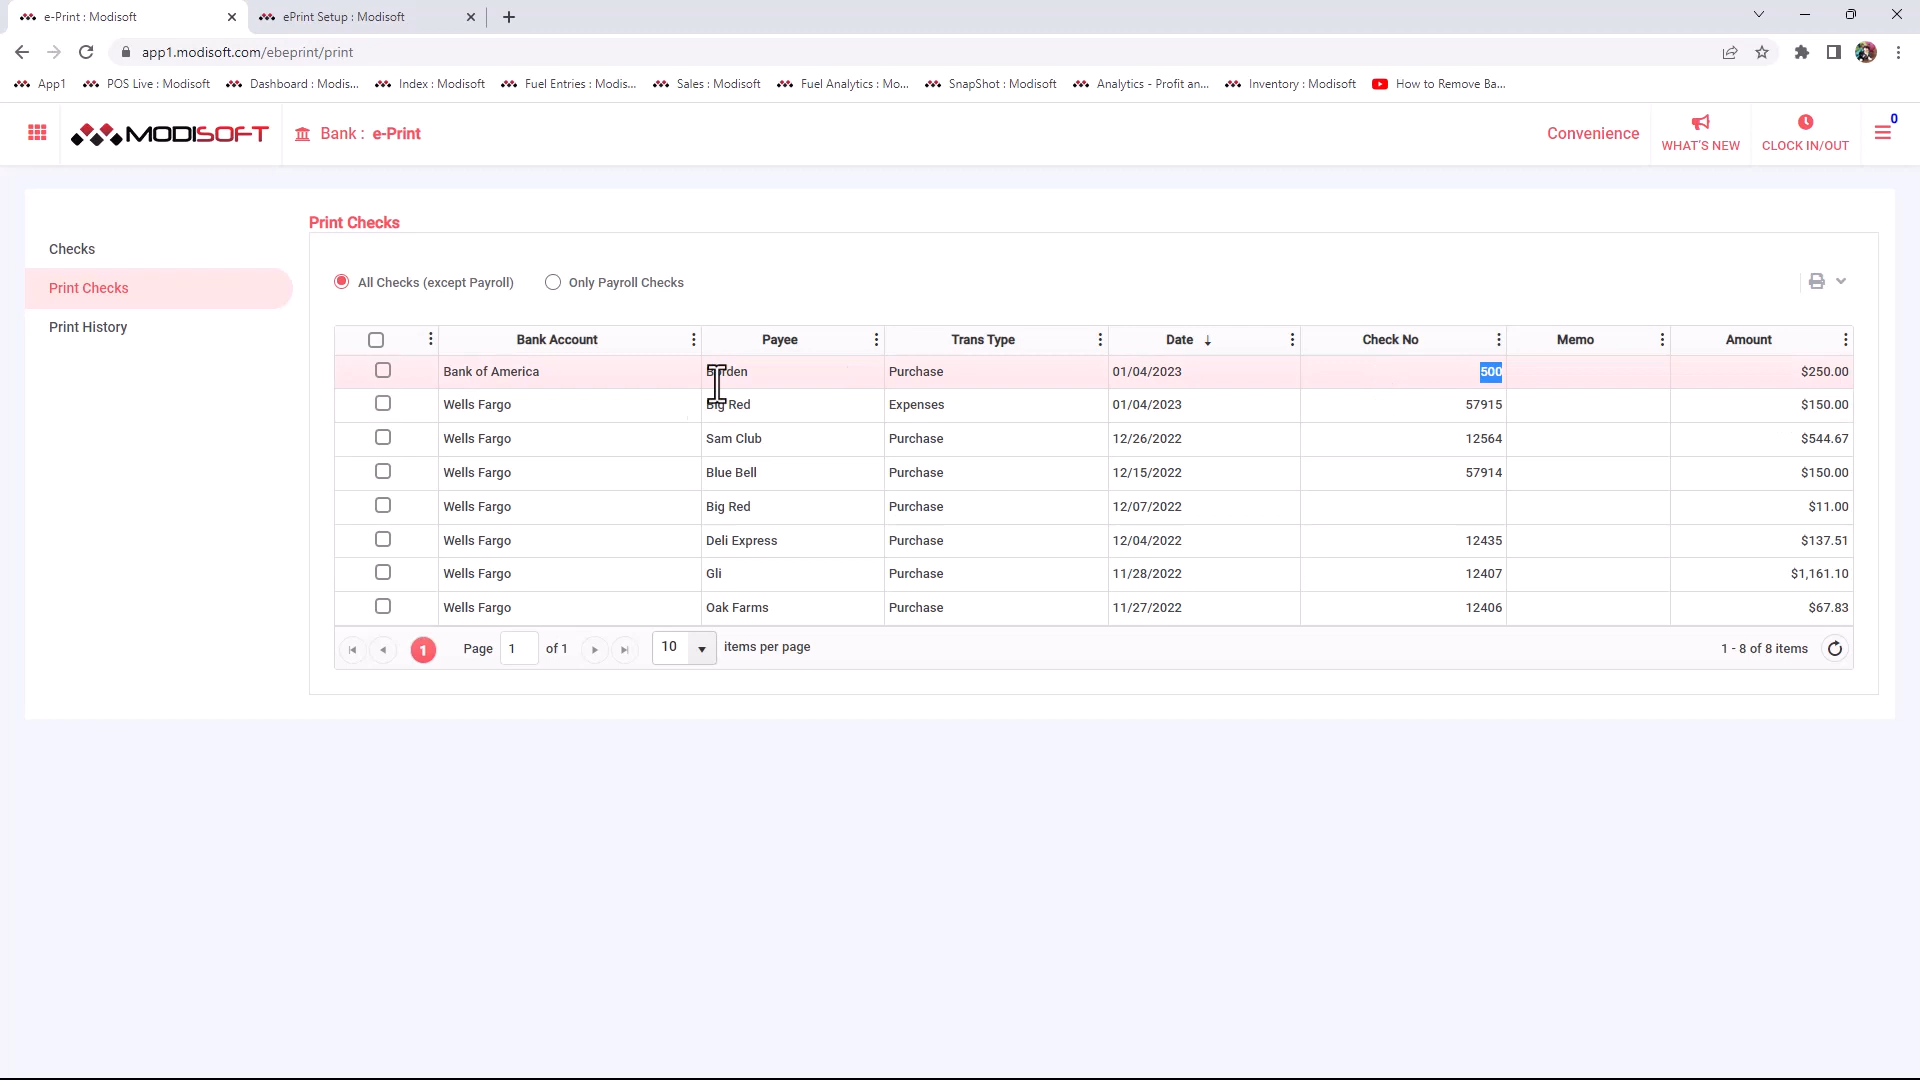 e-Print : Modisoft
ePrint Setup : Modisoft
app1.modisoft.com/ebeprint/print
App1 POS Live : Modisoft Dashboard : Modis... Index : Modisoft Fuel Entries : Modis... Sales : Modisoft Fuel Analytics : Mo... SnapShot : Modisoft Analytics - Profit an... Inventory : Modisoft How to Remove Ba...
MODISOFT Bank : e-Print Convenience WHAT'S NEW CLOCK IN/OUT 0
Checks
Print Checks
Print History
Print Checks
All Checks (except Payroll) Only Payroll Checks
Bank Account Payee Trans Type Date ↓ Check No Memo Amount
Bank of America Borden Purchase 01/04/2023 500 $250.00
Wells Fargo Big Red Expenses 01/04/2023 57915 $150.00
Wells Fargo Sam Club Purchase 12/26/2022 12564 $544.67
Wells Fargo Blue Bell Purchase 12/15/2022 57914 $150.00
Wells Fargo Big Red Purchase 12/07/2022 $11.00
Wells Fargo Deli Express Purchase 12/04/2022 12435 $137.51
Wells Fargo Gli Purchase 11/28/2022 12407 $1,161.10
Wells Fargo Oak Farms Purchase 11/27/2022 12406 $67.83
1 Page 1 of 1 10 items per page 1 - 8 of 8 items